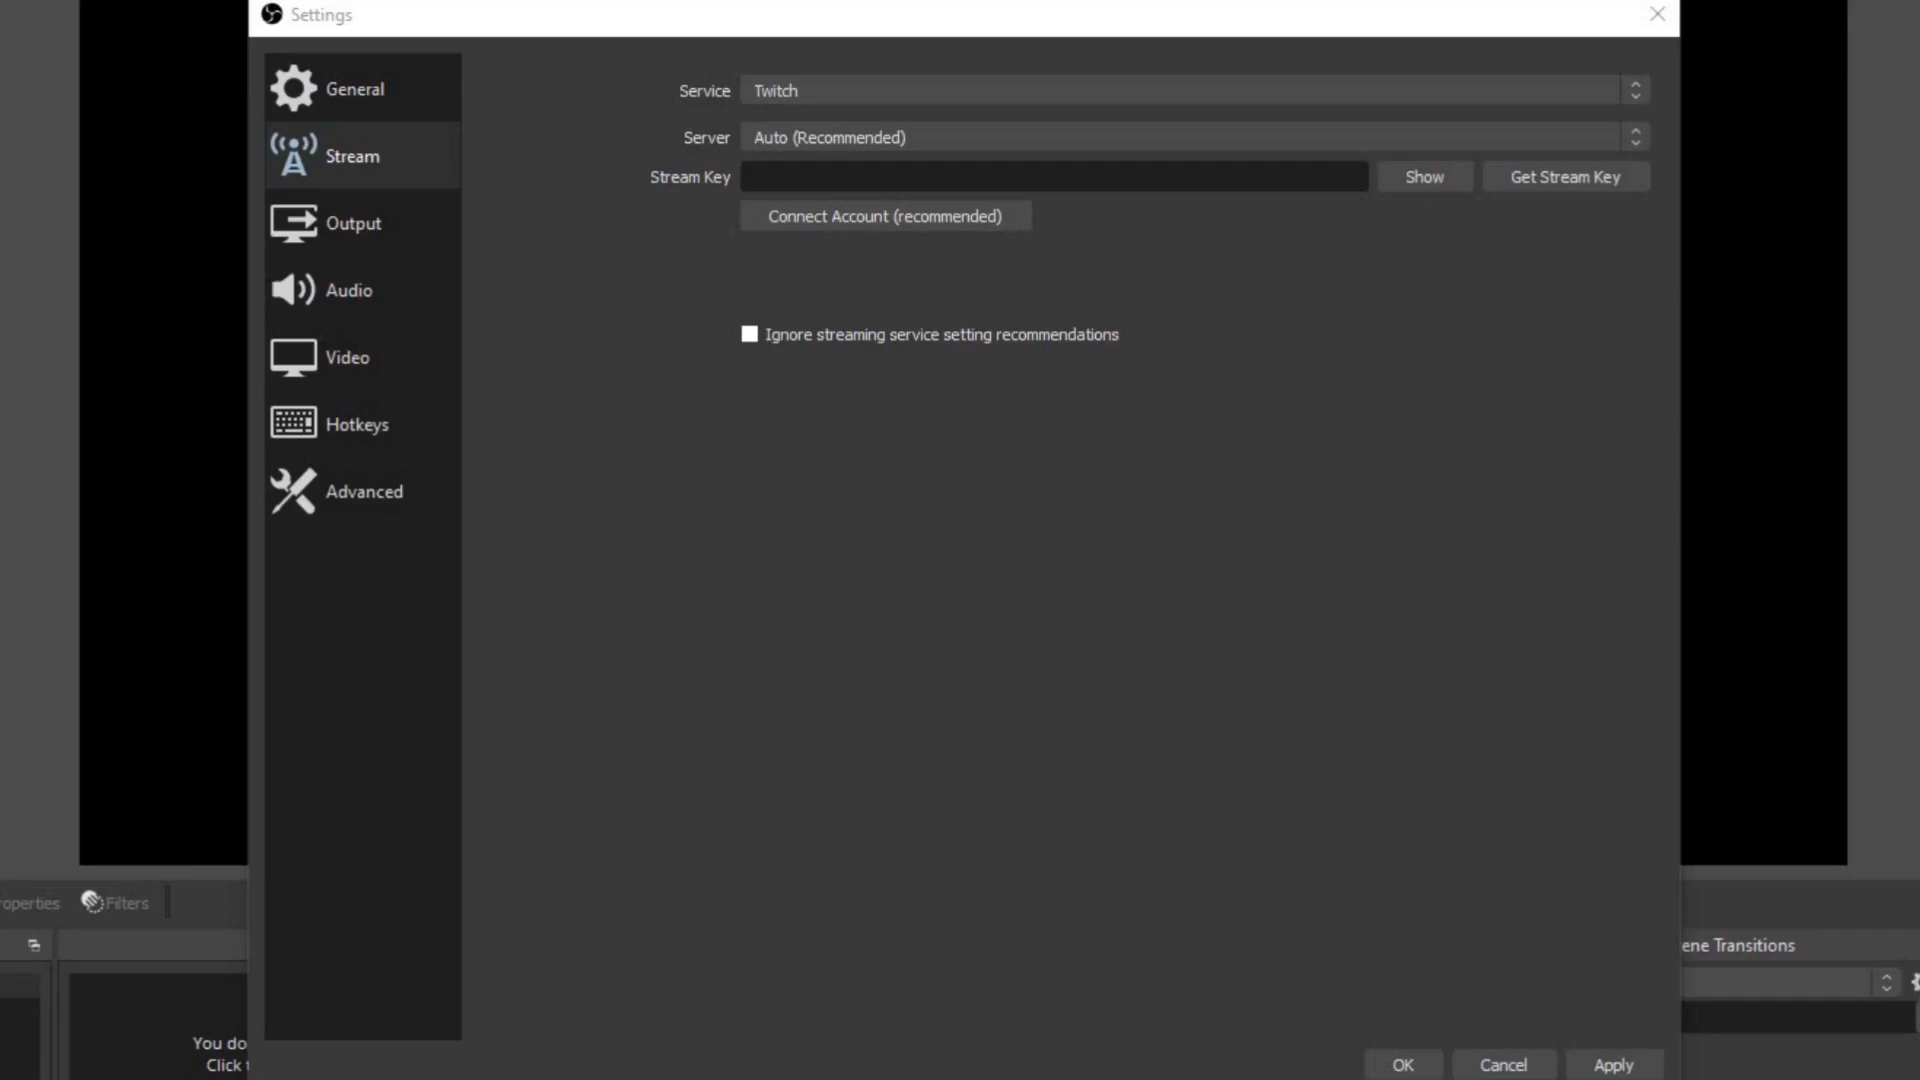 Settings
General
Stream
Output
Audio
Video
Hotkeys
Advanced
Service Twitch
Server Auto (Recommended)
Stream Key Show Get Stream Key
Connect Account (recommended)
Ignore streaming service setting recommendations
operties Filters
ene Transitions
You do
Click
OK Cancel Apply